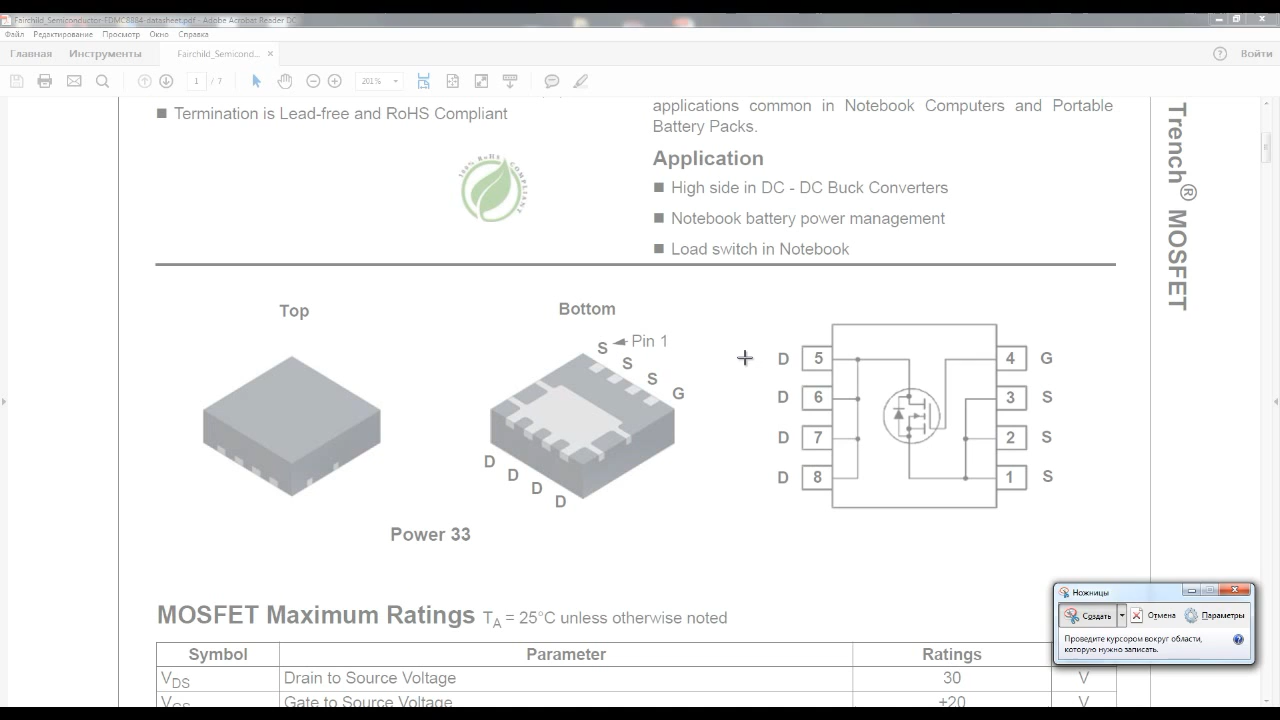 Fairchild_Semiconductor-FDMC8884-datasheet.pdf - Adobe Acrobat Reader DC
Файл Редактирование Просмотр Окно Справка
Главная Инструменты Fairchild_Semicond... × Войти
1 / 7 201%
Termination is Lead-free and RoHS Compliant
applications common in Notebook Computers and Portable
Battery Packs.
100% RoHS COMPLIANT
Application
High side in DC - DC Buck Converters
Notebook battery power management
Load switch in Notebook
Trench® MOSFET
Top
Bottom
S Pin 1
S
S
G
D
D
D
D
Power 33
D 5 4 G
D 6 3 S
D 7 2 S
D 8 1 S
MOSFET Maximum Ratings TA = 25°C unless otherwise noted
Symbol Parameter Ratings
VDS Drain to Source Voltage 30 V
VGS Gate to Source Voltage ±20 V
Ножницы
Создать Отмена Параметры
Проведите курсором вокруг области,
которую нужно записать.